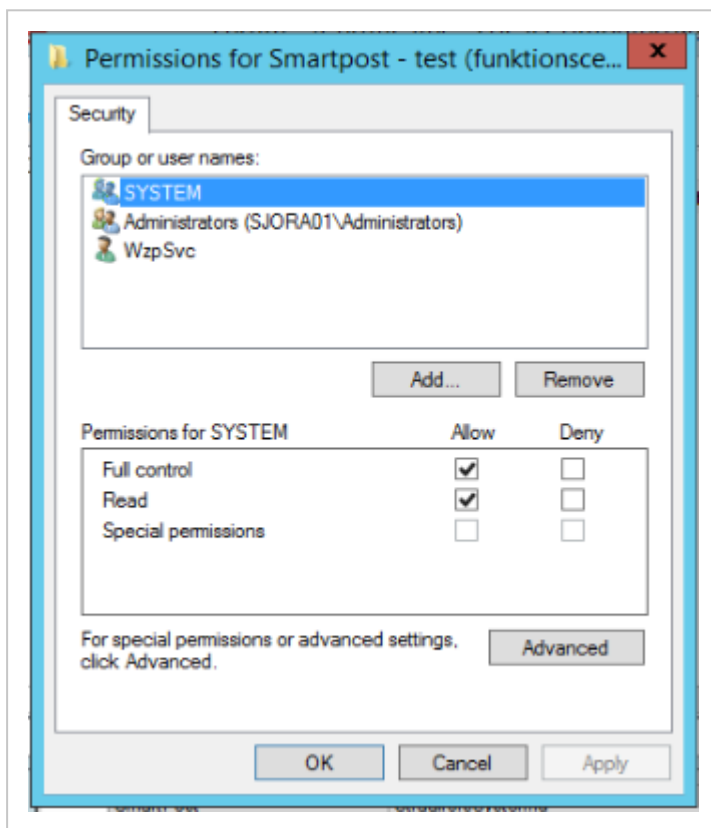 Permissions for Smartpost - test (funktionsce...
Security
Group or user names:
SYSTEM
Administrators (SJORA01\Administrators)
WzpSvc
Add...
Remove
Permissions for SYSTEM Allow Deny
Full control
Read
Special permissions
For special permissions or advanced settings,
click Advanced.
Advanced
OK
Cancel
Apply